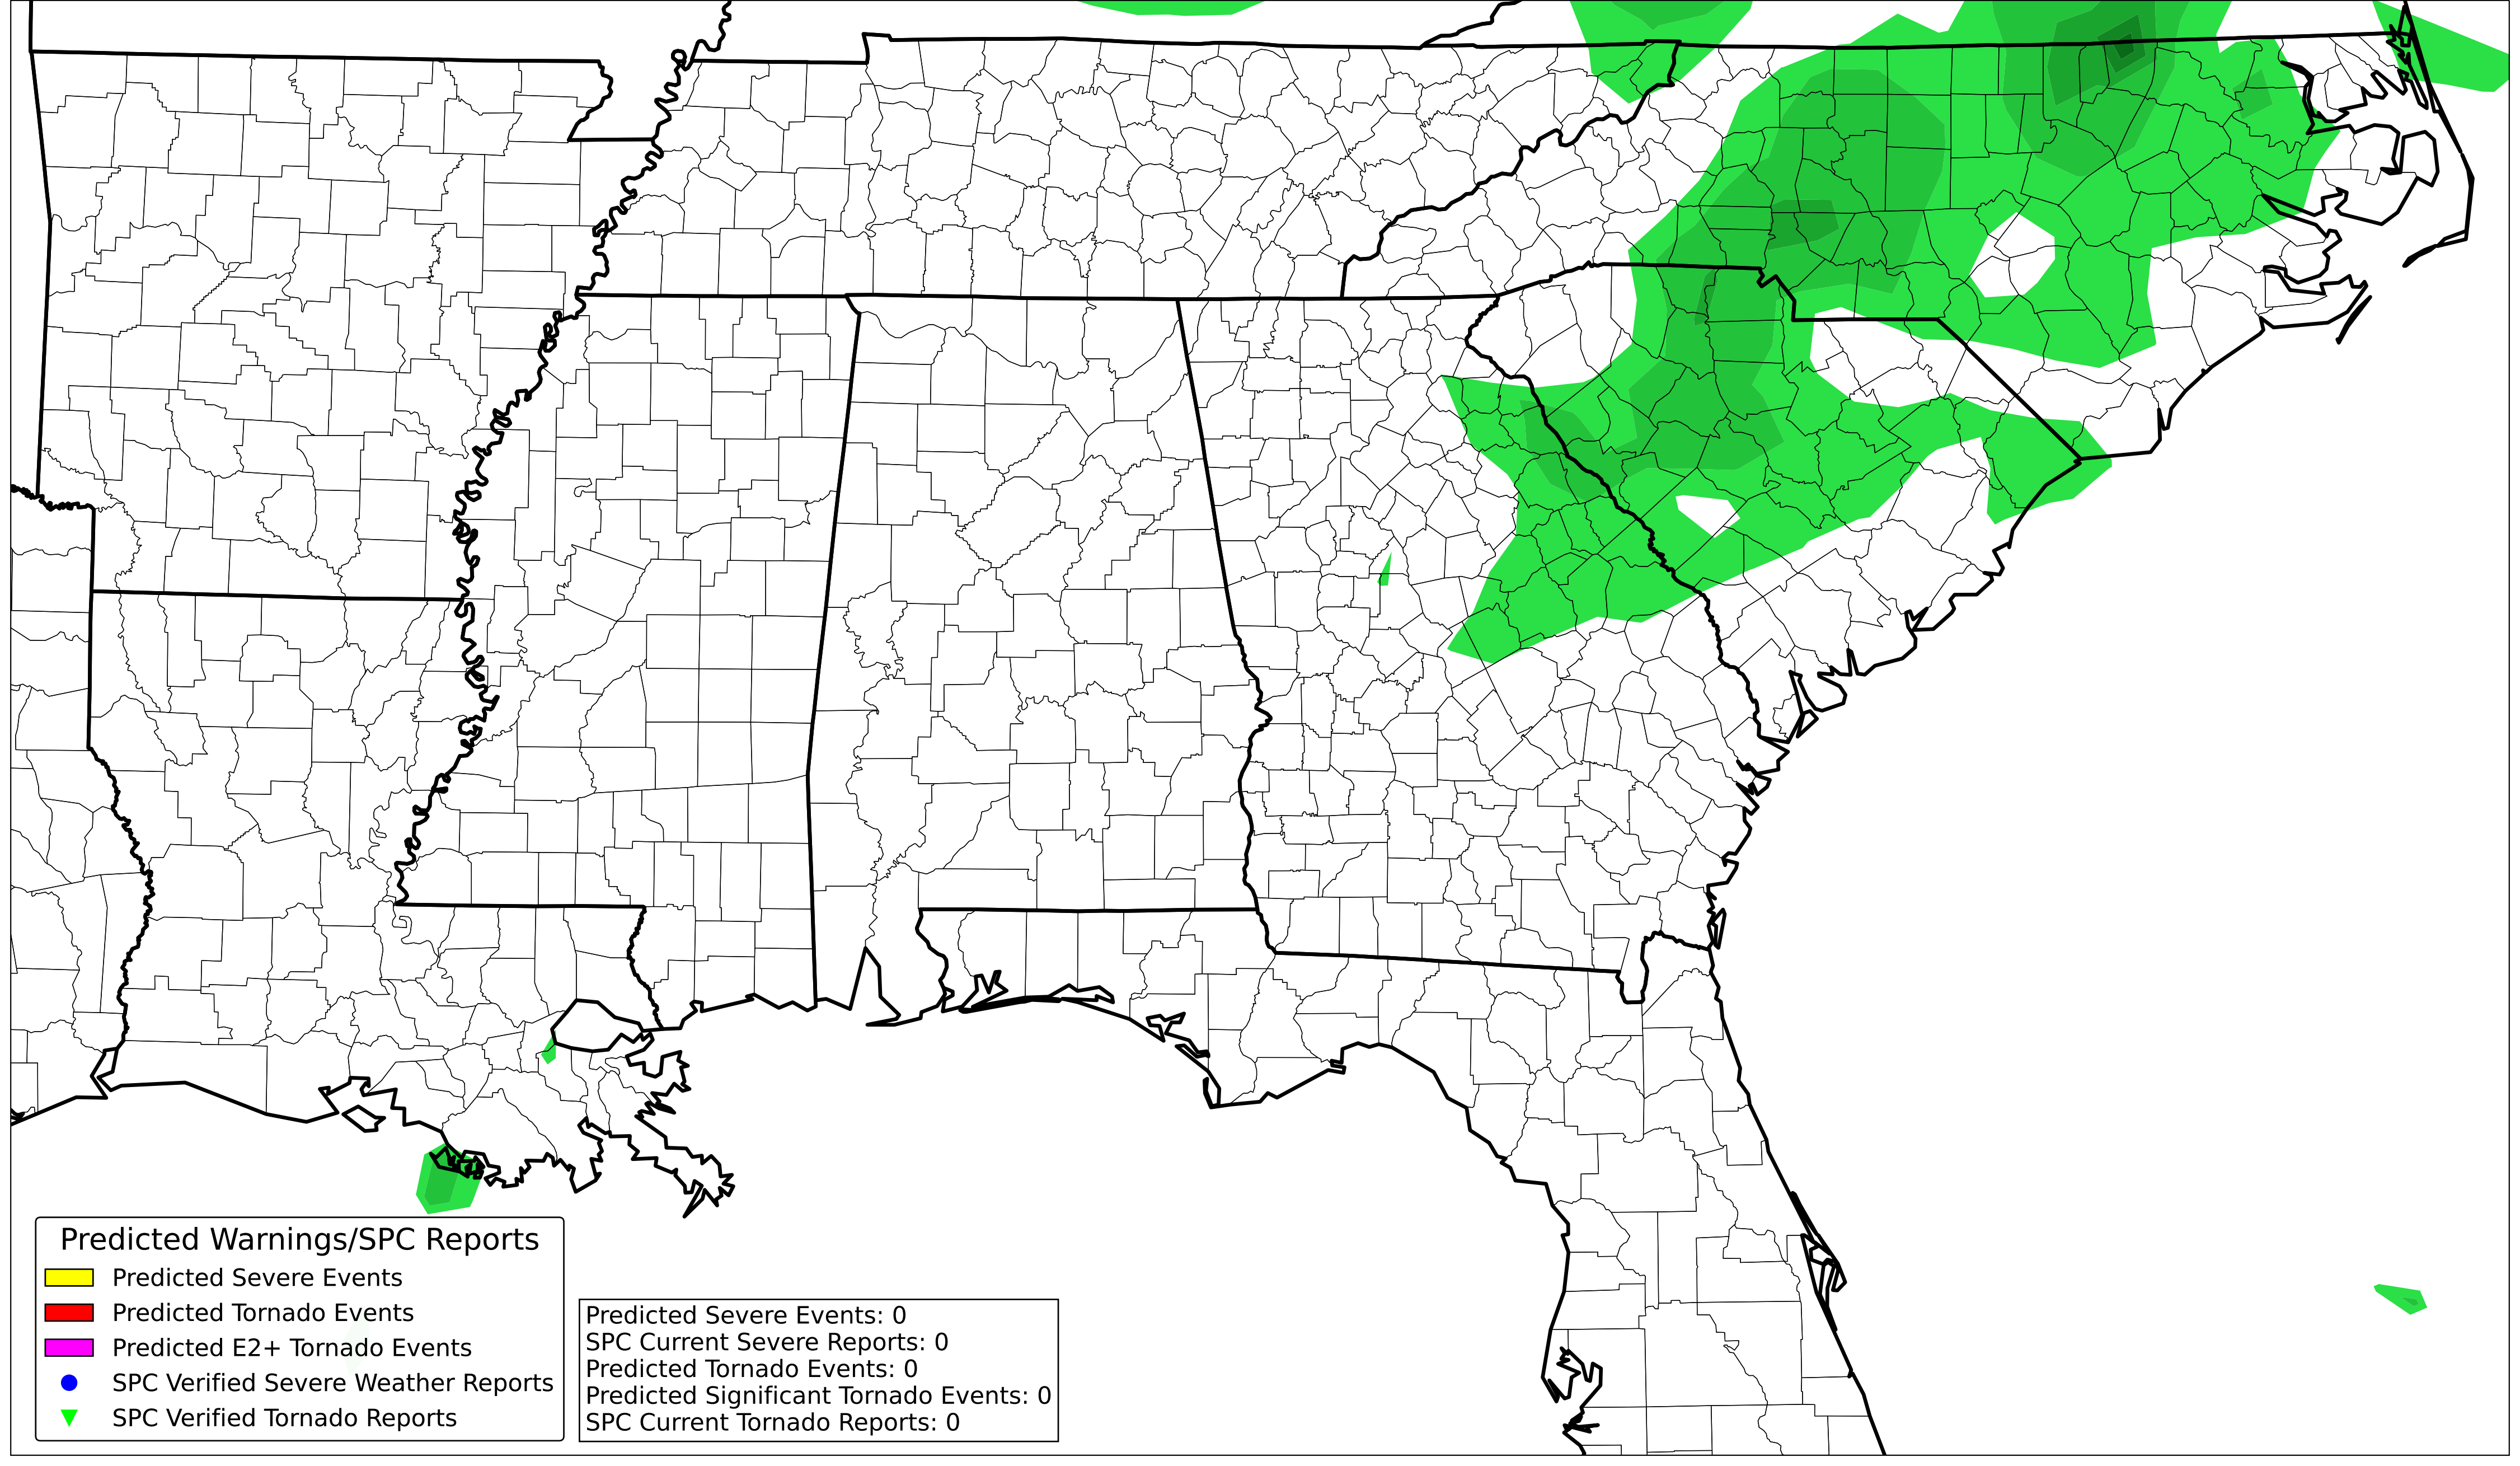 Predicted Warnings/SPC Reports
Predicted Severe Events
Predicted Tornado Events
Predicted E2+ Tornado Events
SPC Verified Severe Weather Reports
SPC Verified Tornado Reports
Predicted Severe Events: 0
SPC Current Severe Reports: 0
Predicted Tornado Events: 0
Predicted Significant Tornado Events: 0
SPC Current Tornado Reports: 0